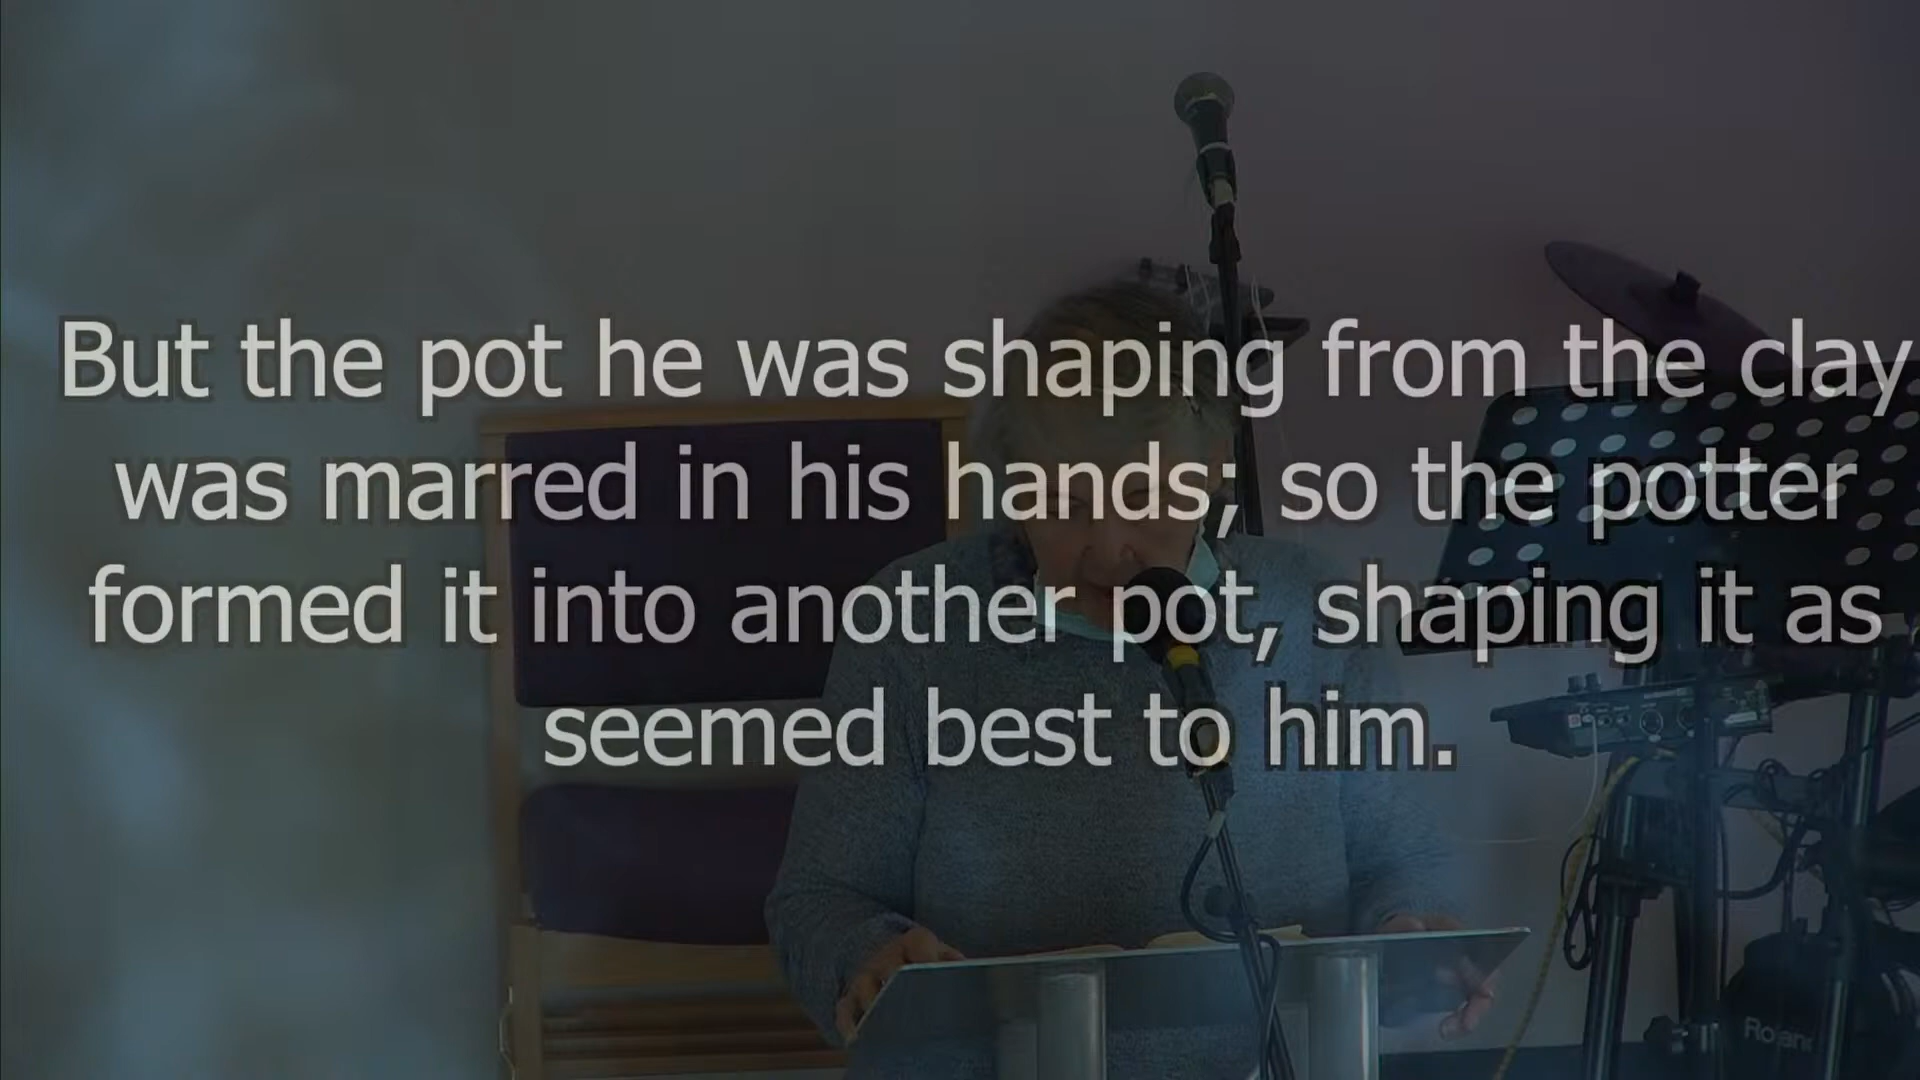 But the pot he was shaping from the clay
was marred in his hands; so the potter
formed it into another pot, shaping it as
seemed best to him.
Roland